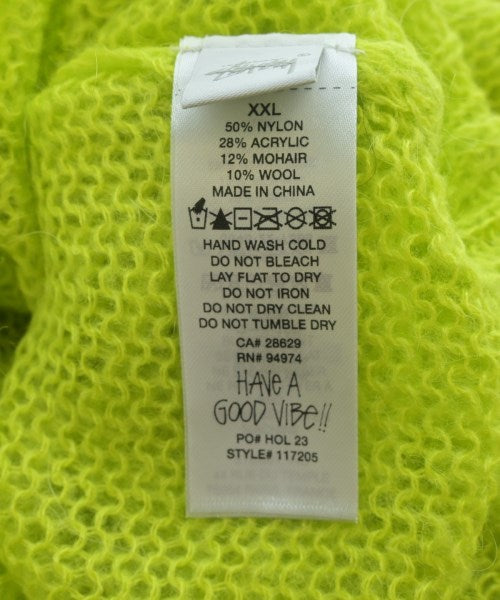 XXL
50% NYLON
28% ACRYLIC
12% MOHAIR
10% WOOL
MADE IN CHINA
HAND WASH COLD
DO NOT BLEACH
LAY FLAT TO DRY
DO NOT IRON
DO NOT DRY CLEAN
DO NOT TUMBLE DRY
CA# 28629
RN# 94974
HAVE A
GOOD VIBE!!
PO# HOL 23
STYLE# 117205